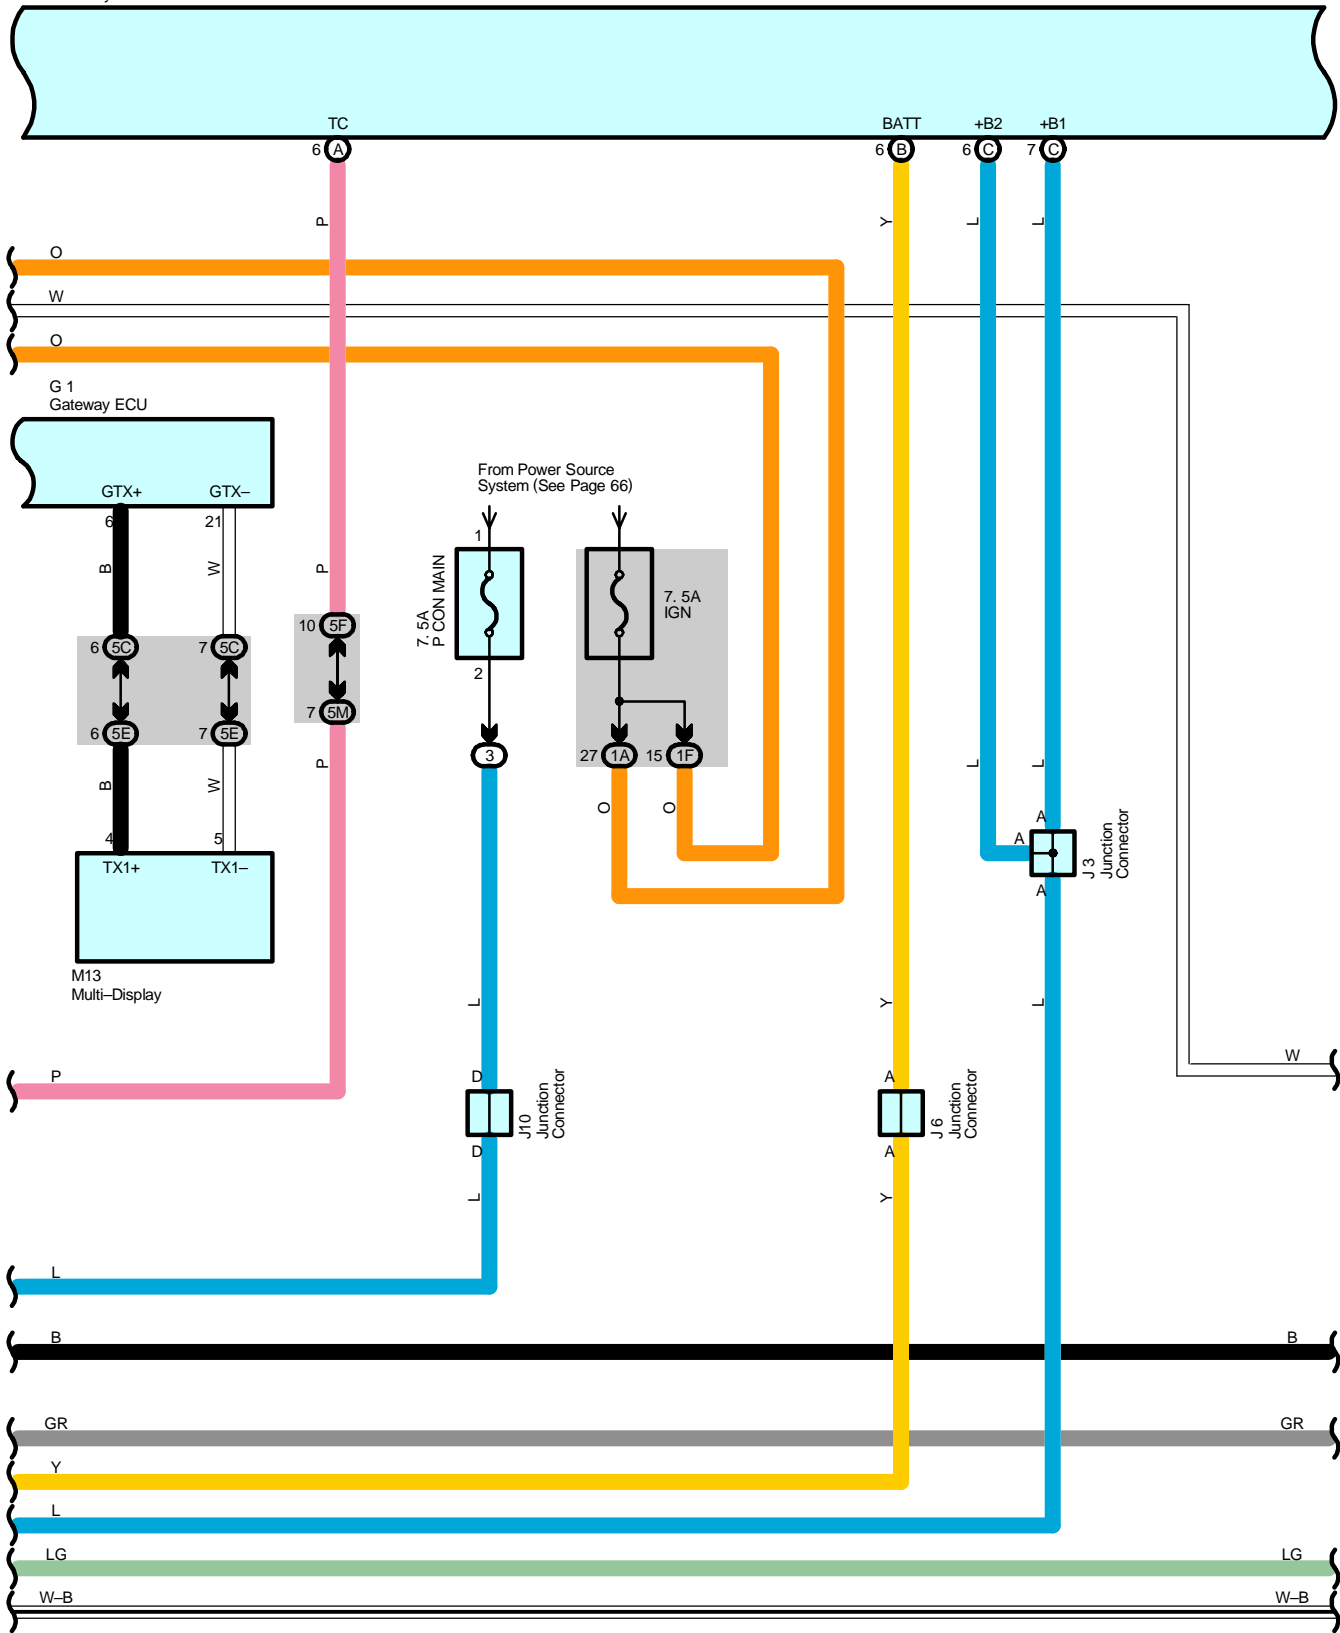 TC
BATT
+B2
+B1
6 A
6 B
6 C
7 C
P
Y
L
L
O
W
O
G 1
Gateway ECU
GTX+
GTX–
6
21
B
W
P
From Power Source
System (See Page 66)
1
7. 5A
P CON MAIN
2
7. 5A
IGN
6 5C
7 5C
10 5F
6 5E
7 5E
7 5M
3
27 1A
15 1F
B
W
P
O
O
L
L
4
5
TX1+
TX1–
M13
Multi–Display
A
A
A
J 3
Junction
Connector
L
Y
L
P
W
D
D
J10
Junction
Connector
A
A
J 6
Junction
Connector
L
Y
L
B
B
GR
GR
Y
L
LG
LG
W–B
W–B